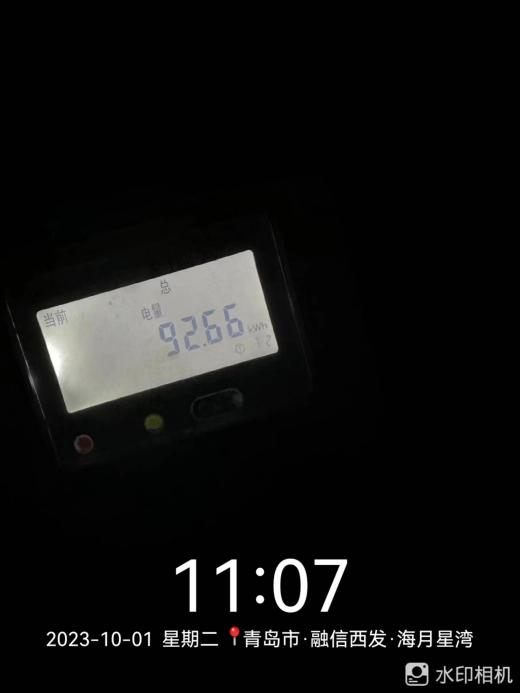 总
当前 电量
92.66 kWh
11:07
2023-10-01 星期二 青岛市·融信西发·海月星湾
水印相机